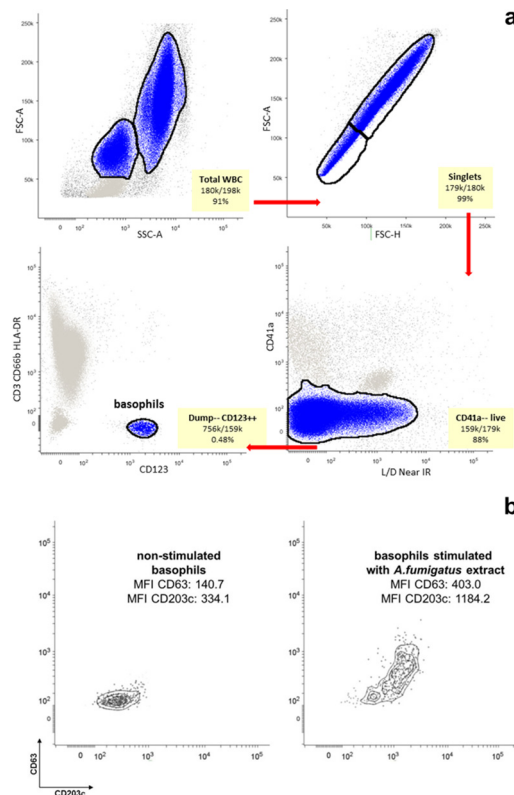 a
250k
200k
150k
100k
50k
FSC-A
0
10²
10³
10⁴
10⁵
SSC-A
Total WBC
180k/198k
91%
250k
200k
150k
100k
50k
FSC-A
50k
100k
150k
200k
250k
FSC-H
Singlets
179k/180k
99%
10⁵
10⁴
10³
10²
0
CD3 CD66b HLA-DR
basophils
0
10²
10³
10⁴
10⁵
CD123
Dump-- CD123++
756k/159k
0.48%
10⁵
10⁴
10³
10²
0
CD41a
0
10²
10³
10⁴
10⁵
L/D Near IR
CD41a-- live
159k/179k
88%
b
10⁵
10⁴
10³
10²
0
non-stimulated
basophils
MFI CD63: 140.7
MFI CD203c: 334.1
0
10²
10³
10⁴
10⁵
10⁵
10⁴
10³
10²
0
basophils stimulated
with A.fumigatus extract
MFI CD63: 403.0
MFI CD203c: 1184.2
0
10²
10³
10⁴
10⁵
CD63
CD203c